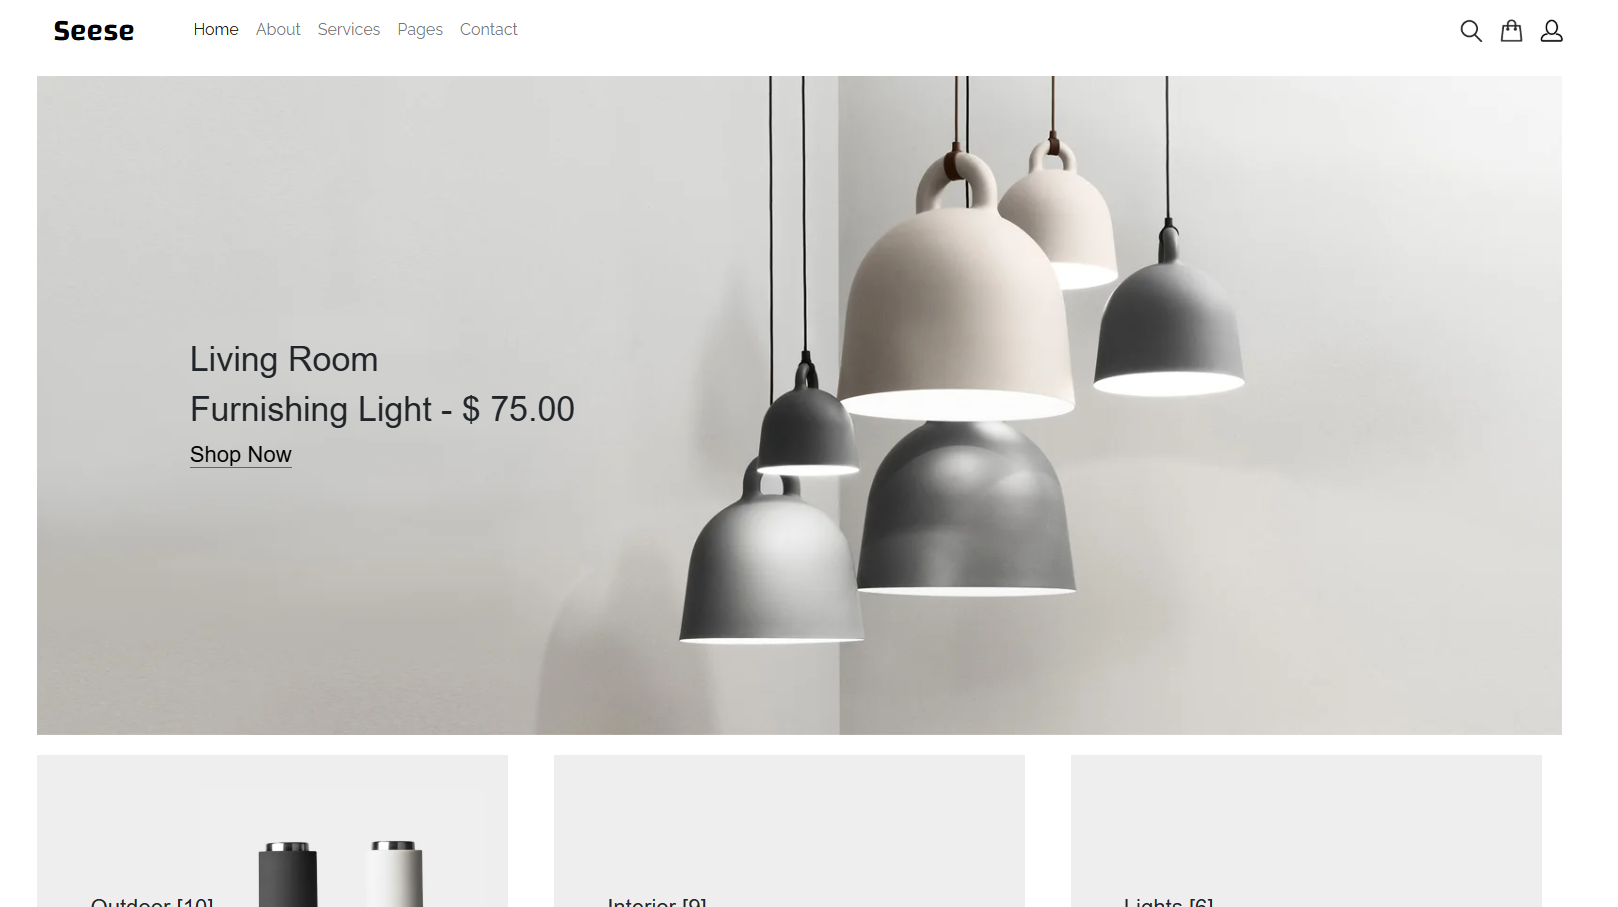 Seese
Home About Services Pages Contact
Living Room
Furnishing Light - $ 75.00
Shop Now
Outdoor [10]
Interior [9]
Lights [6]